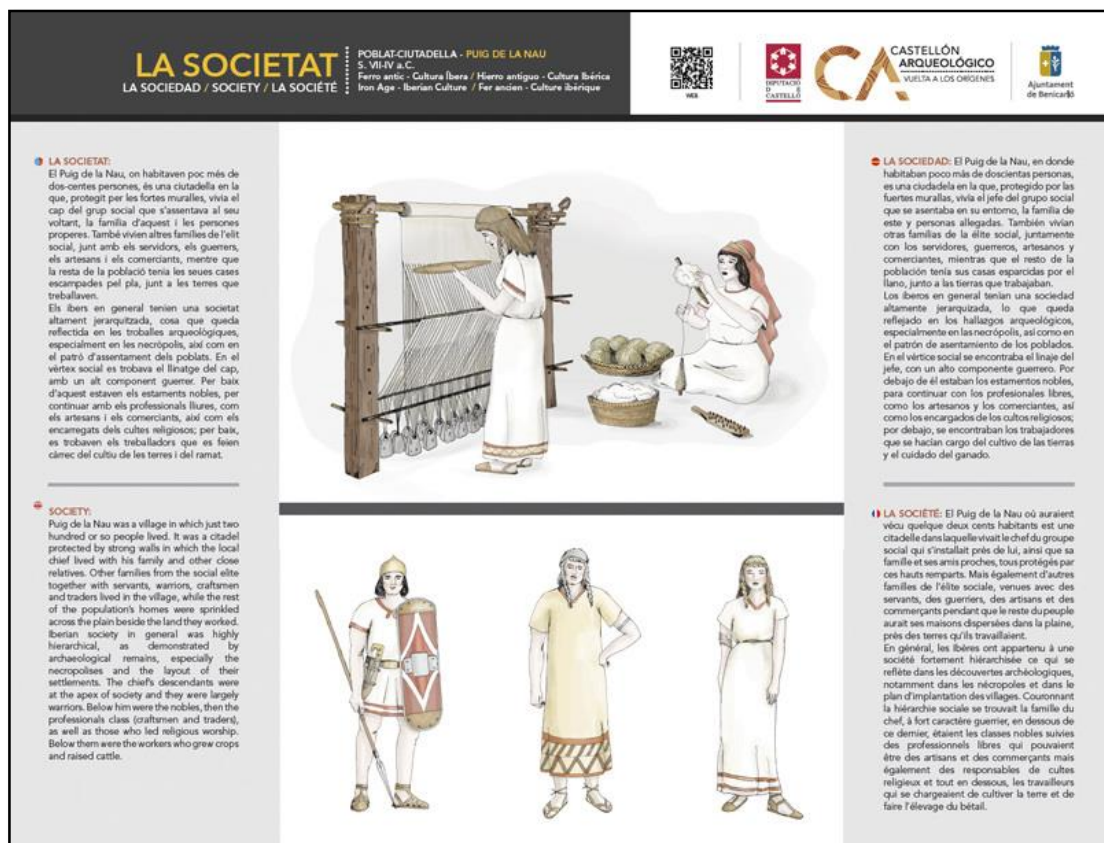 LA SOCIETAT
LA SOCIEDAD / SOCIETY / LA SOCIÉTÉ
POBLAT-CIUTADELLA - PUIG DE LA NAU
S. VII-IV a.C.
Ferro antic - Cultura Íbera / Hierro antiguo - Cultura Ibérica
Iron Age - Iberian Culture / Fer ancien - Culture ibérique
WEB
DIPUTACIÓ
D E
CASTELLÓ
CA
CASTELLÓN
ARQUEOLÓGICO
VUELTA A LOS ORÍGENES
Ajuntament
de Benicarló
LA SOCIETAT:
El Puig de la Nau, on habitaven poc més de
dos-centes persones, és una ciutadella en la
que, protegit per les fortes muralles, vivia el
cap del grup social que s'assentava al seu
voltant, la família d'aquest i les persones
properes. També vivien altres famílies de l'elit
social, junt amb els servidors, els guerrers,
els artesans i els comerciants, mentre que
la resta de la població tenia les seues cases
escampades pel pla, junt a les terres que
treballaven.
Els ibers en general tenien una societat
altament jerarquitzada, cosa que queda
reflectida en les troballes arqueològiques,
especialment en les necròpolis, així com en
el patró d'assentament dels poblats. En el
vèrtex social es trobava el llinatge del cap,
amb un alt component guerrer. Per baix
d'aquest estaven els estaments nobles, per
continuar amb els professionals lliures, com
els artesans i els comerciants, així com els
encarregats dels cultes religiosos; per baix,
es trobaven els treballadors que es feien
càrrec del cultiu de les terres i del ramat.
SOCIETY:
Puig de la Nau was a village in which just two
hundred or so people lived. It was a citadel
protected by strong walls in which the local
chief lived with his family and other close
relatives. Other families from the social elite
together with servants, warriors, craftsmen
and traders lived in the village, while the rest
of the population's homes were sprinkled
across the plain beside the land they worked.
Iberian society in general was highly
hierarchical, as demonstrated by
archaeological remains, especially the
necropolises and the layout of their
settlements. The chief's descendants were
at the apex of society and they were largely
warriors. Below him were the nobles, then the
professionals class (craftsmen and traders),
as well as those who led religious worship.
Below them were the workers who grew crops
and raised cattle.
LA SOCIEDAD: El Puig de la Nau, en donde
habitaban poco más de doscientas personas,
es una ciudadela en la que, protegido por las
fuertes murallas, vivía el jefe del grupo social
que se asentaba en su entorno, la familia de
este y personas allegadas. También vivían
otras familias de la élite social, juntamente
con los servidores, guerreros, artesanos y
comerciantes, mientras que el resto de la
población tenía sus casas esparcidas por el
llano, junto a las tierras que trabajaban.
Los iberos en general tenían una sociedad
altamente jerarquizada, lo que queda
reflejado en los hallazgos arqueológicos,
especialmente en las necrópolis, así como en
el patrón de asentamiento de los poblados.
En el vértice social se encontraba el linaje del
jefe, con un alto componente guerrero. Por
debajo de él estaban los estamentos nobles,
para continuar con los profesionales libres,
como los artesanos y los comerciantes, así
como los encargados de los cultos religiosos;
por debajo, se encontraban los trabajadores
que se hacían cargo del cultivo de las tierras
y el cuidado del ganado.
LA SOCIÉTÉ: El Puig de la Nau où auraient
vécu quelque deux cents habitants est une
citadelle dans laquelle vivait le chef du groupe
social qui s'installait près de lui, ainsi que sa
famille et ses amis proches, tous protégés par
ces hauts remparts. Mais également d'autres
familles de l'élite sociale, venues avec des
servants, des guerriers, des artisans et des
commerçants pendant que le reste du peuple
aurait ses maisons dispersées dans la plaine,
près des terres qu'ils travaillaient.
En général, les Ibères ont appartenu à une
société fortement hiérarchisée ce qui se
reflète dans les découvertes archéologiques,
notamment dans les nécropoles et dans le
plan d'implantation des villages. Couronnant
la hiérarchie sociale se trouvait la famille du
chef, à fort caractère guerrier, en dessous de
ce dernier, étaient les classes nobles suivies
des professionnels libres qui pouvaient
être des artisans et des commerçants mais
également des responsables de cultes
religieux et tout en dessous, les travailleurs
qui se chargeaient de cultiver la terre et de
faire l'élevage du bétail.